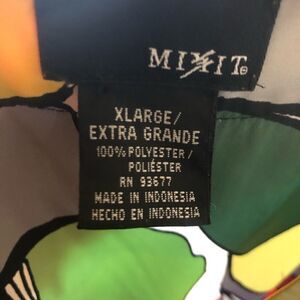 MIXIT
XLARGE/
EXTRA GRANDE
100% POLYESTER/
POLIÉSTER
RN 93677
MADE IN INDONESIA
HECHO EN INDONESIA